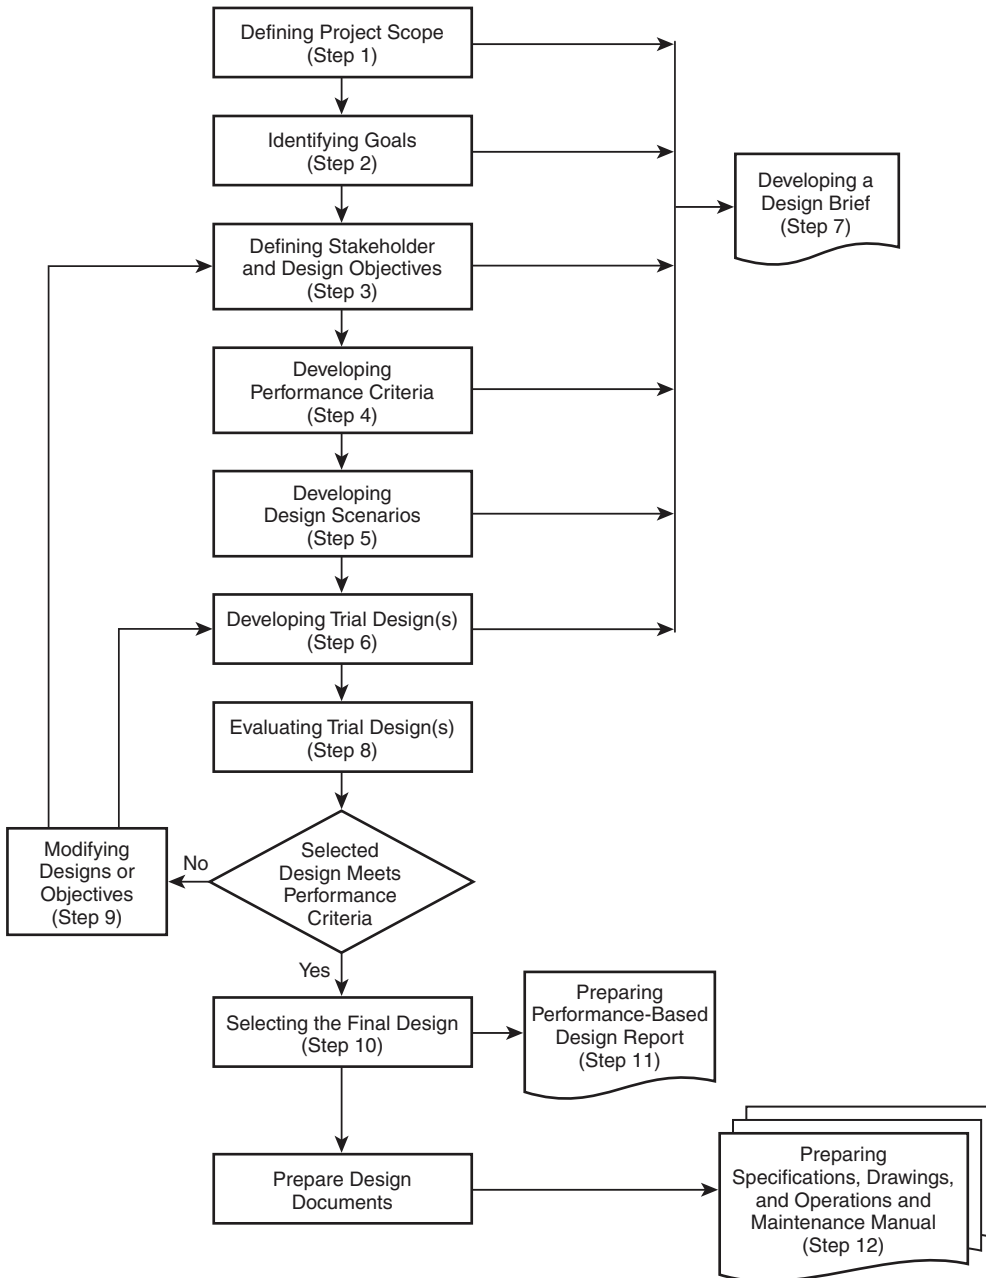 Defining Project Scope
(Step 1)
Identifying Goals
(Step 2)
Defining Stakeholder
and Design Objectives
(Step 3)
Developing
Performance Criteria
(Step 4)
Developing
Design Scenarios
(Step 5)
Developing Trial Design(s)
(Step 6)
Developing a
Design Brief
(Step 7)
Evaluating Trial Design(s)
(Step 8)
Selected
Design Meets
Performance
Criteria
No
Modifying
Designs or
Objectives
(Step 9)
Yes
Selecting the Final Design
(Step 10)
Preparing
Performance-Based
Design Report
(Step 11)
Prepare Design
Documents
Preparing
Specifications, Drawings,
and Operations and
Maintenance Manual
(Step 12)